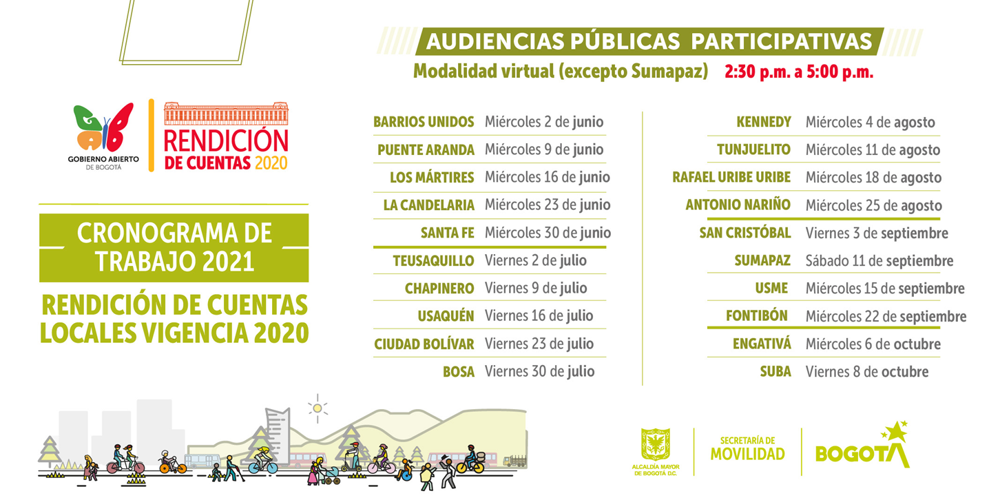 GOBIERNO ABIERTO
DE BOGOTÁ
RENDICIÓN
DE CUENTAS 2020
CRONOGRAMA DE
TRABAJO 2021
RENDICIÓN DE CUENTAS
LOCALES VIGENCIA 2020
AUDIENCIAS PÚBLICAS PARTICIPATIVAS
Modalidad virtual (excepto Sumapaz) 2:30 p.m. a 5:00 p.m.
BARRIOS UNIDOS Miércoles 2 de junio
PUENTE ARANDA Miércoles 9 de junio
LOS MÁRTIRES Miércoles 16 de junio
LA CANDELARIA Miércoles 23 de junio
SANTA FE Miércoles 30 de junio
TEUSAQUILLO Viernes 2 de julio
CHAPINERO Viernes 9 de julio
USAQUÉN Viernes 16 de julio
CIUDAD BOLÍVAR Viernes 23 de julio
BOSA Viernes 30 de julio
KENNEDY Miércoles 4 de agosto
TUNJUELITO Miércoles 11 de agosto
RAFAEL URIBE URIBE Miércoles 18 de agosto
ANTONIO NARIÑO Miércoles 25 de agosto
SAN CRISTÓBAL Viernes 3 de septiembre
SUMAPAZ Sábado 11 de septiembre
USME Miércoles 15 de septiembre
FONTIBÓN Miércoles 22 de septiembre
ENGATIVÁ Miércoles 6 de octubre
SUBA Viernes 8 de octubre
ALCALDÍA MAYOR
DE BOGOTÁ D.C.
SECRETARÍA DE
MOVILIDAD
BOGOTÁ